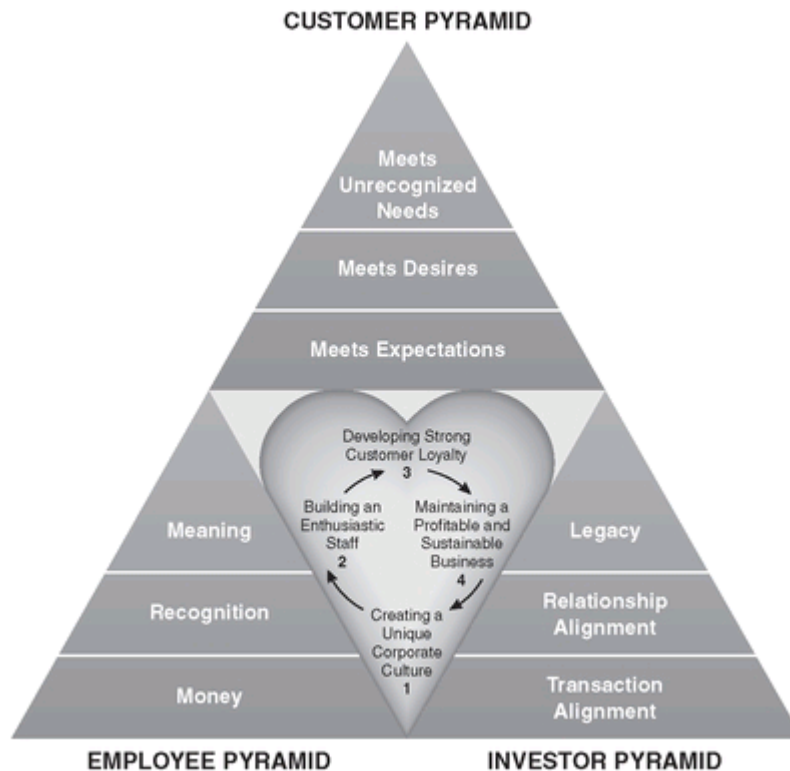 CUSTOMER PYRAMID
Meets
Unrecognized
Needs
Meets Desires
Meets Expectations
Developing Strong
Customer Loyalty
3
Building an
Enthusiastic
Staff
2
Maintaining a
Profitable and
Sustainable
Business
4
Creating a
Unique
Corporate
Culture
1
Meaning
Recognition
Money
Legacy
Relationship
Alignment
Transaction
Alignment
EMPLOYEE PYRAMID
INVESTOR PYRAMID